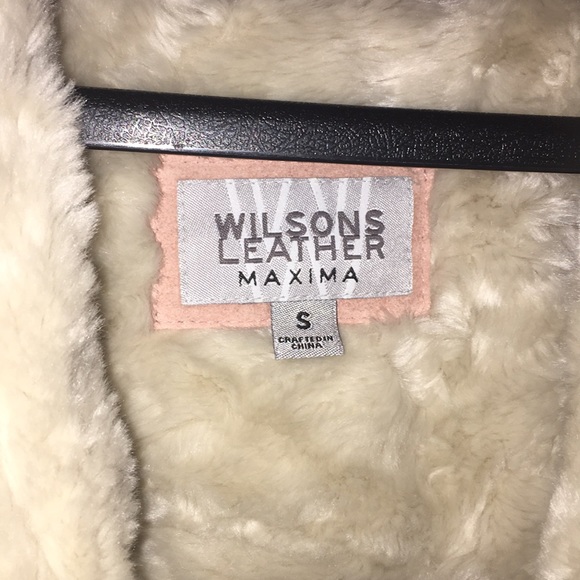 WILSONS
LEATHER
MAXIMA
S
CRAFTED IN
CHINA